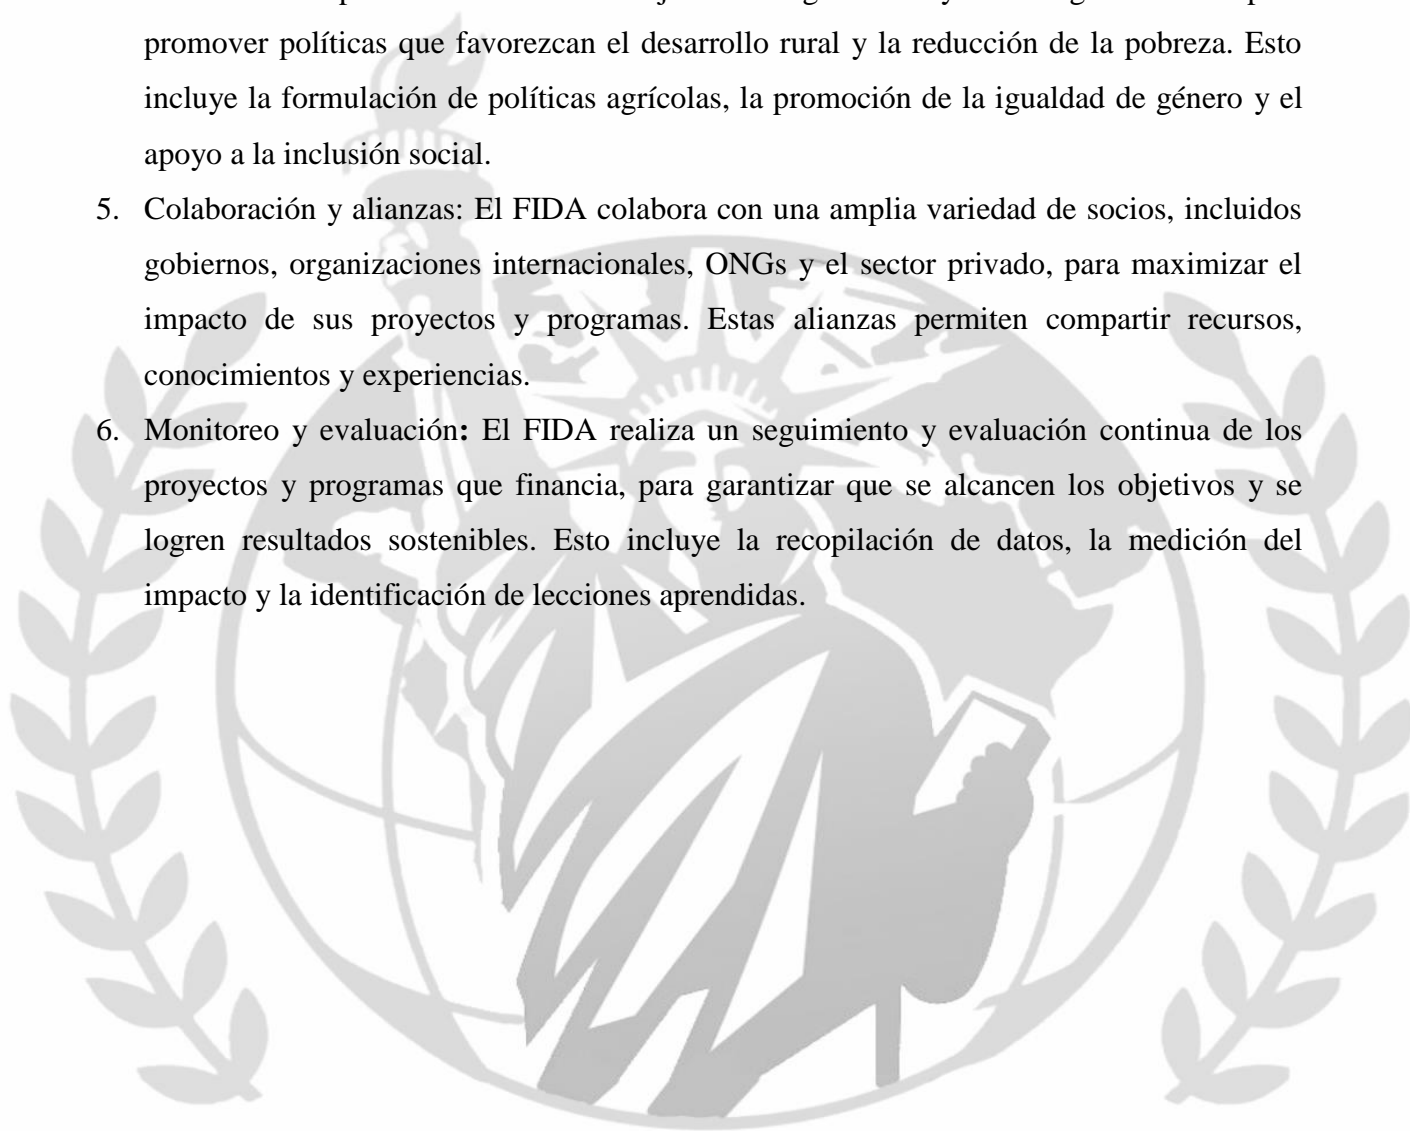 promover políticas que favorezcan el desarrollo rural y la reducción de la pobreza. Esto
incluye la formulación de políticas agrícolas, la promoción de la igualdad de género y el
apoyo a la inclusión social.
5. Colaboración y alianzas: El FIDA colabora con una amplia variedad de socios, incluidos
gobiernos, organizaciones internacionales, ONGs y el sector privado, para maximizar el
impacto de sus proyectos y programas. Estas alianzas permiten compartir recursos,
conocimientos y experiencias.
6. Monitoreo y evaluación: El FIDA realiza un seguimiento y evaluación continua de los
proyectos y programas que financia, para garantizar que se alcancen los objetivos y se
logren resultados sostenibles. Esto incluye la recopilación de datos, la medición del
impacto y la identificación de lecciones aprendidas.